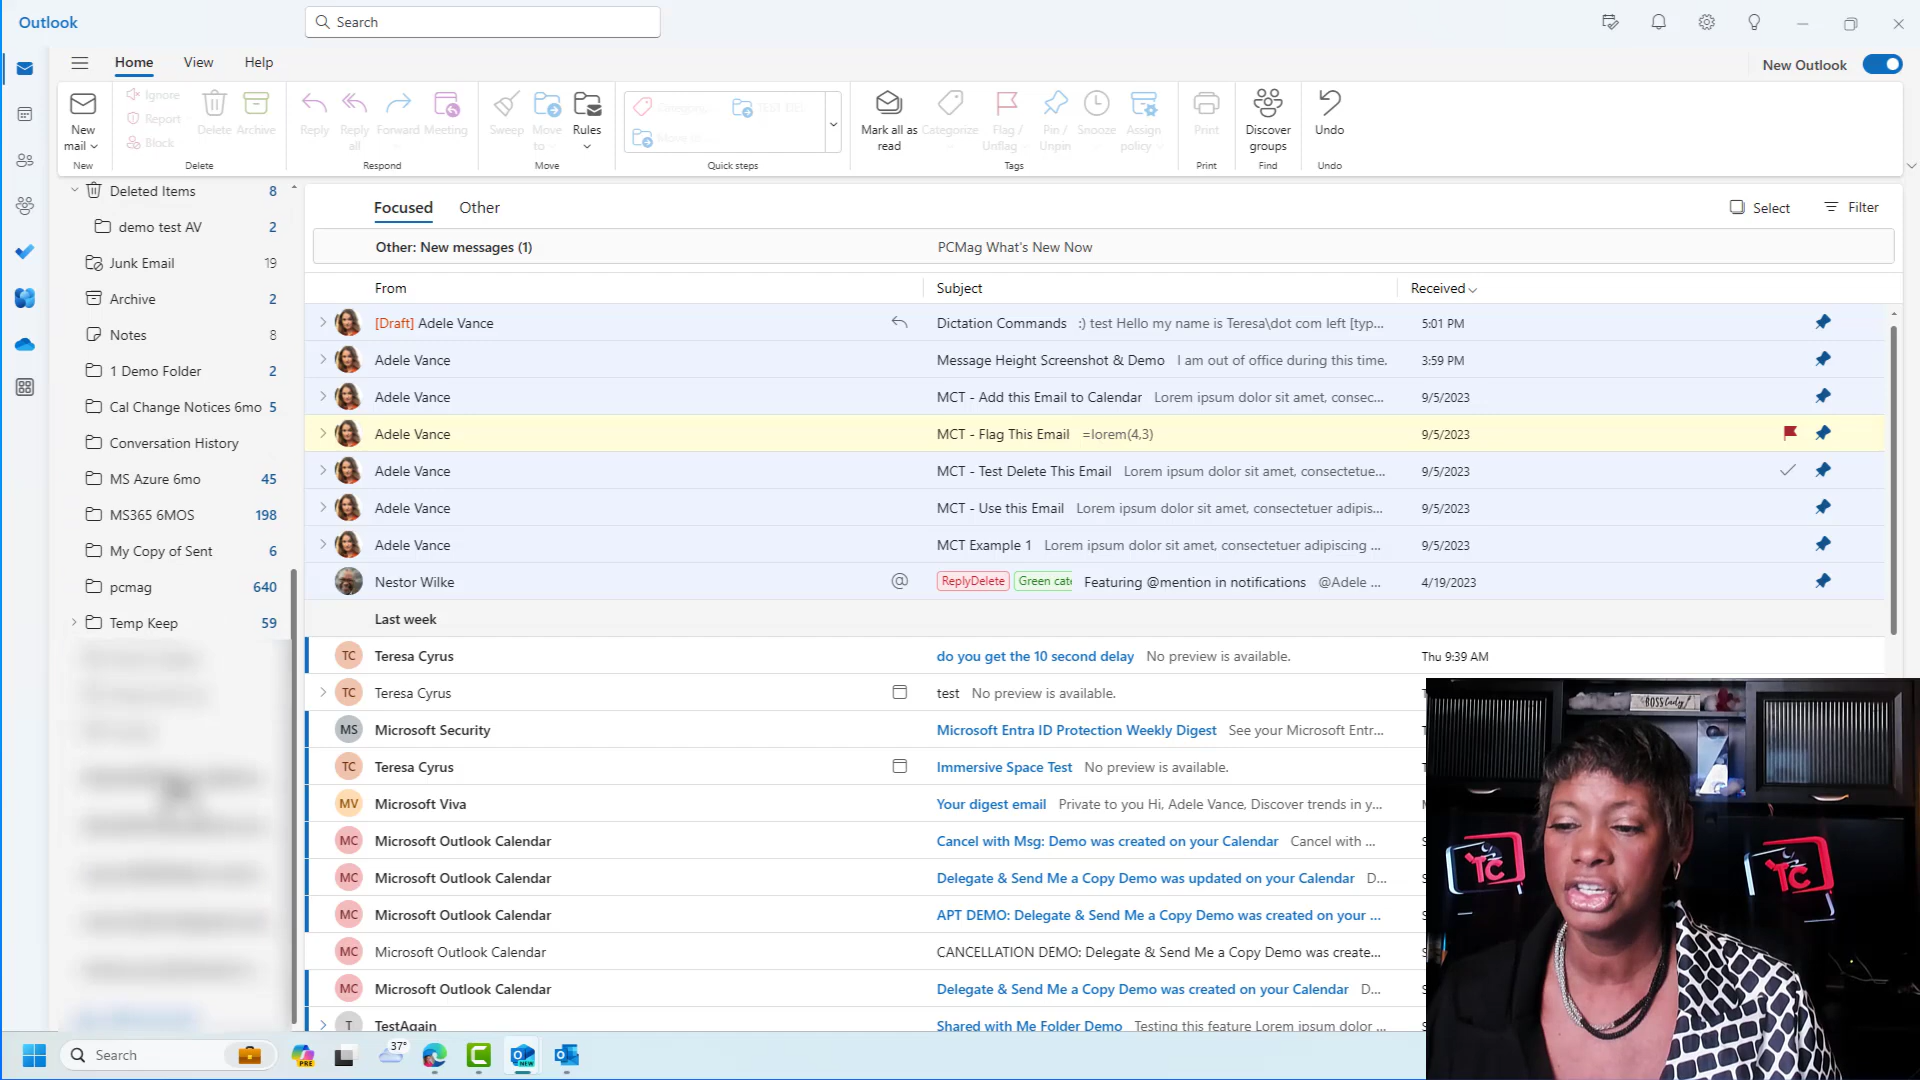 Outlook
Search
Home View Help
New Outlook
New mail
Ignore
Report
Block
Delete
Archive
Reply
Reply all
Forward
Meeting
Sweep
Move to
Rules
Mark all as read
Categorize
Flag / Unflag
Pin / Unpin
Snooze
Assign policy
Print
Discover groups
Undo
New Delete Respond Move Quick steps Tags Print Find Undo
Deleted Items 8
demo test AV 2
Junk Email 19
Archive 2
Notes 8
1 Demo Folder 2
Cal Change Notices 6mo 5
Conversation History
MS Azure 6mo 45
MS365 6MOS 198
My Copy of Sent 6
pcmag 640
Temp Keep 59
Focused Other
Select Filter
Other: New messages (1) PCMag What's New Now
From Subject Received
[Draft] Adele Vance Dictation Commands :) test Hello my name is Teresa\dot com left [typ... 5:01 PM
Adele Vance Message Height Screenshot & Demo I am out of office during this time. 3:59 PM
Adele Vance MCT - Add this Email to Calendar Lorem ipsum dolor sit amet, consec... 9/5/2023
Adele Vance MCT - Flag This Email =lorem(4,3) 9/5/2023
Adele Vance MCT - Test Delete This Email Lorem ipsum dolor sit amet, consectetue... 9/5/2023
Adele Vance MCT - Use this Email Lorem ipsum dolor sit amet, consectetuer adipis... 9/5/2023
Adele Vance MCT Example 1 Lorem ipsum dolor sit amet, consectetuer adipiscing ... 9/5/2023
Nestor Wilke @ ReplyDelete Green cate Featuring @mention in notifications @Adele ... 4/19/2023
Last week
TC Teresa Cyrus do you get the 10 second delay No preview is available. Thu 9:39 AM
TC Teresa Cyrus test No preview is available.
MS Microsoft Security Microsoft Entra ID Protection Weekly Digest See your Microsoft Entr...
TC Teresa Cyrus Immersive Space Test No preview is available.
MV Microsoft Viva Your digest email Private to you Hi, Adele Vance, Discover trends in y...
MC Microsoft Outlook Calendar Cancel with Msg: Demo was created on your Calendar Cancel with ...
MC Microsoft Outlook Calendar Delegate & Send Me a Copy Demo was updated on your Calendar D...
MC Microsoft Outlook Calendar APT DEMO: Delegate & Send Me a Copy Demo was created on your ...
MC Microsoft Outlook Calendar CANCELLATION DEMO: Delegate & Send Me a Copy Demo was create...
MC Microsoft Outlook Calendar Delegate & Send Me a Copy Demo was created on your Calendar D...
T TestAgain Shared with Me Folder Demo Testing this feature Lorem ipsum dolor ...
BOSSlady
TC
TC
Search
PRE
37°
NEW